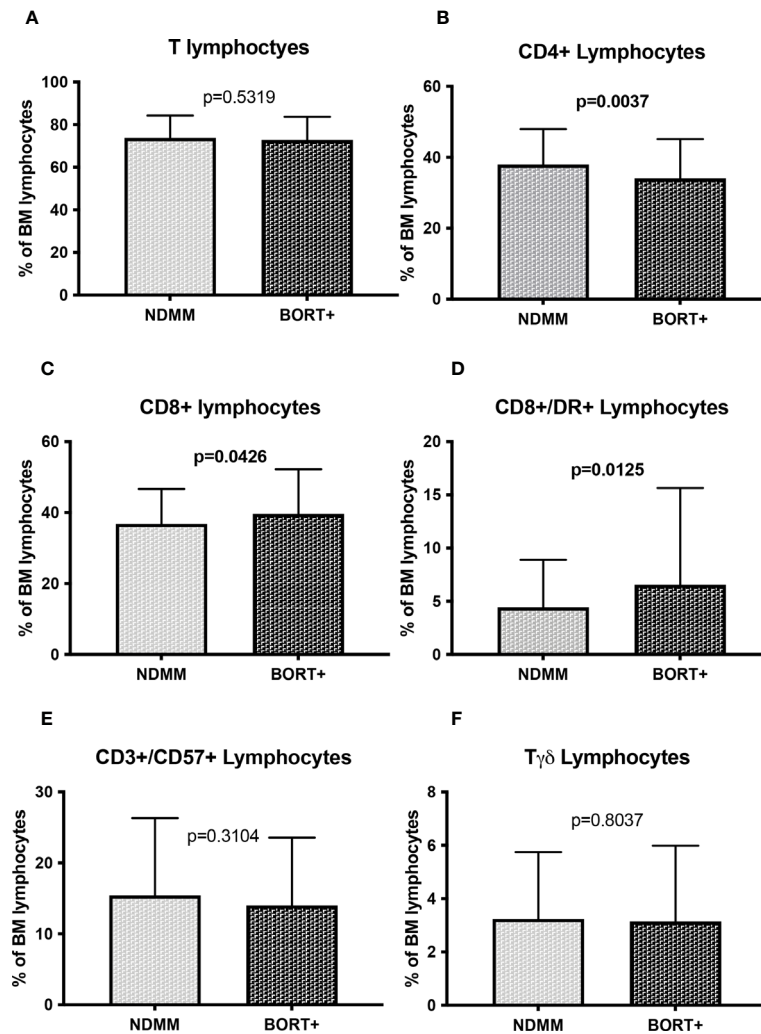 A
T lymphoctyes
p=0.5319
% of BM lymphocytes
100
80
60
40
20
0
NDMM BORT+
B
CD4+ Lymphocytes
p=0.0037
% of BM lymphocytes
60
40
20
0
NDMM BORT+
C
CD8+ lymphocytes
p=0.0426
% of BM lymphocytes
60
40
20
0
NDMM BORT+
D
CD8+/DR+ Lymphocytes
p=0.0125
% of BM lymphocytes
20
15
10
5
0
NDMM BORT+
E
CD3+/CD57+ Lymphocytes
p=0.3104
% of BM lymphocytes
30
20
10
0
NDMM BORT+
F
Tγδ Lymphocytes
p=0.8037
% of BM lymphocytes
8
6
4
2
0
NDMM BORT+